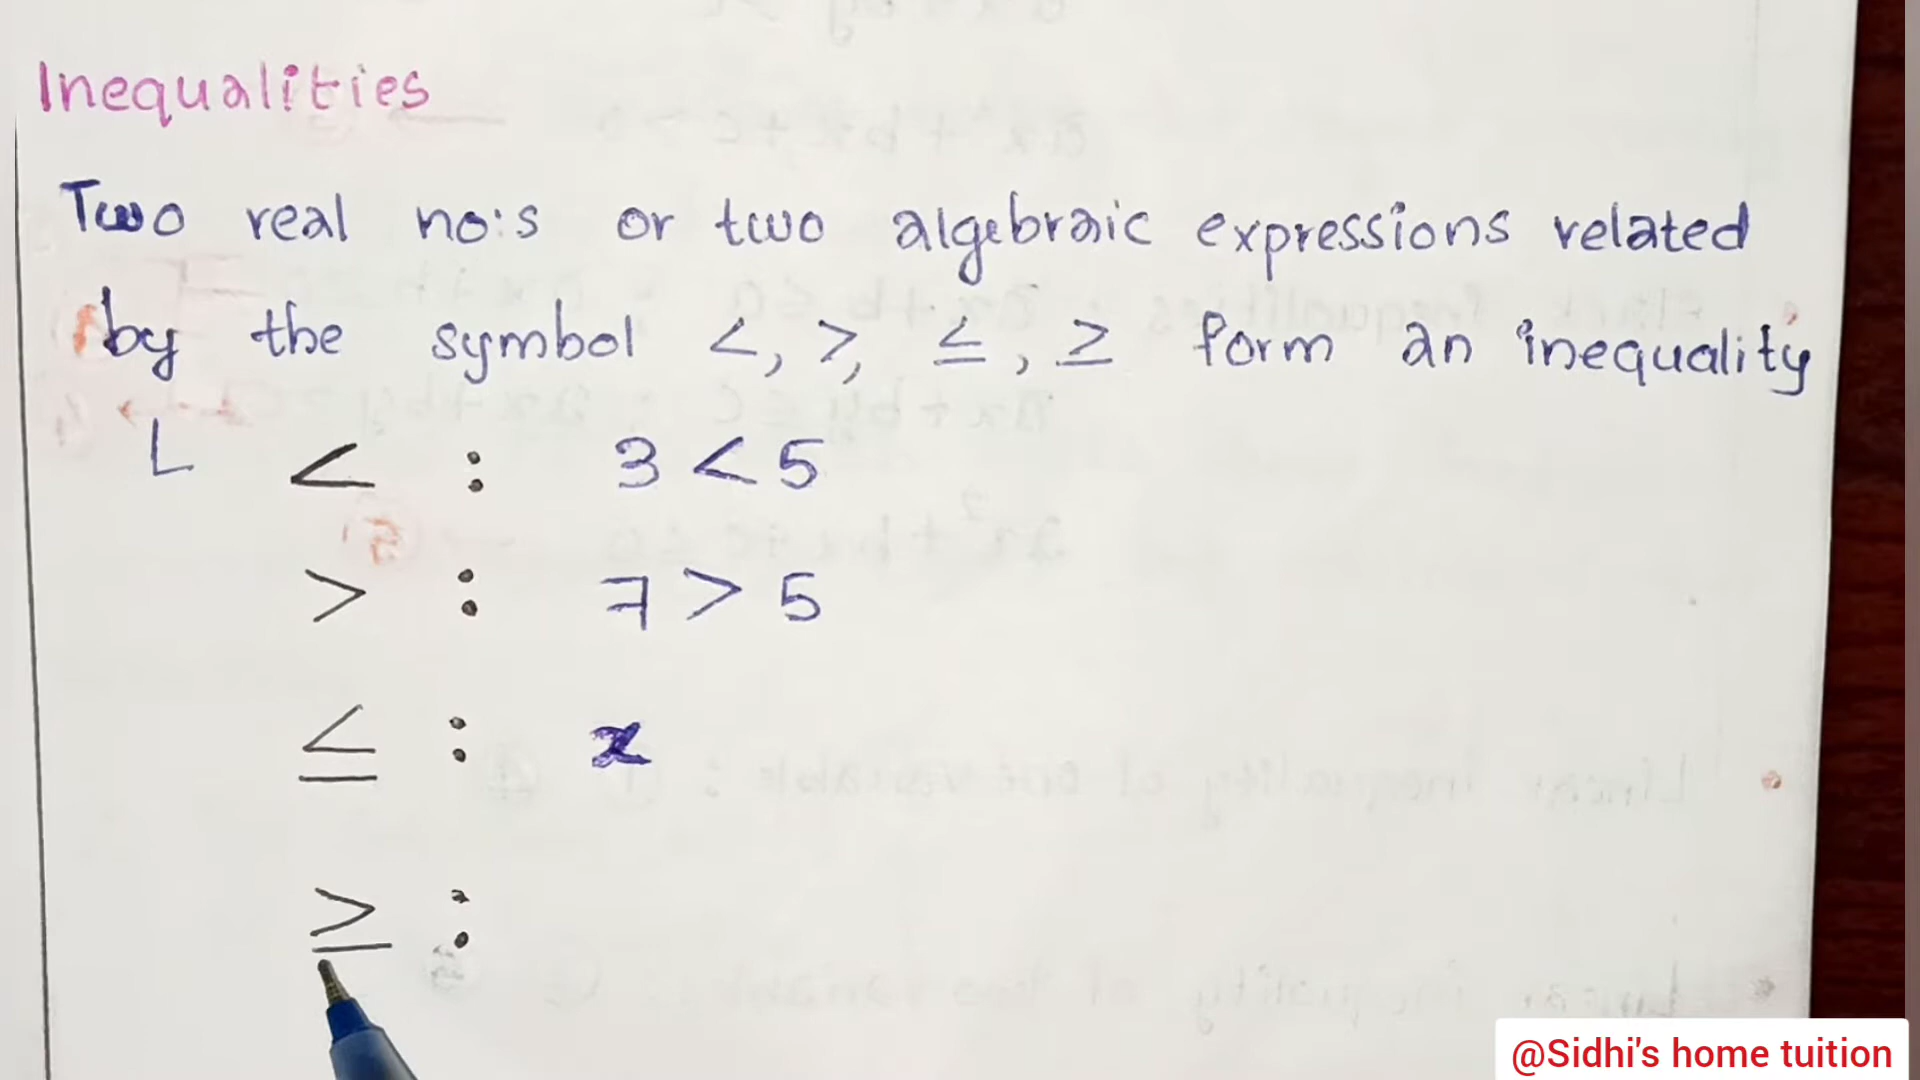 Inequalities
Two real no:s or two algebraic expressions related
by the symbol <, >, ≤, ≥ form an inequality
L < : 3 < 5
> : 7 > 5
≤ : x
≥ :
@Sidhi's home tuition